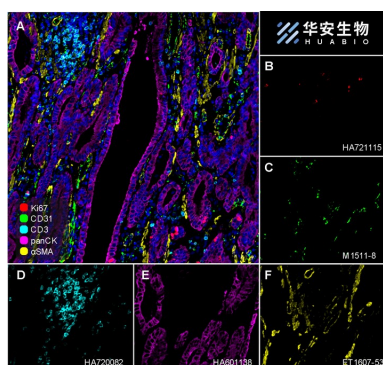 A
华安生物
HUABIO
B
HA721115
Ki67
CD31
CD3
panCK
αSMA
C
M1511-8
D
HA720082
E
HA601138
F
ET1607-53